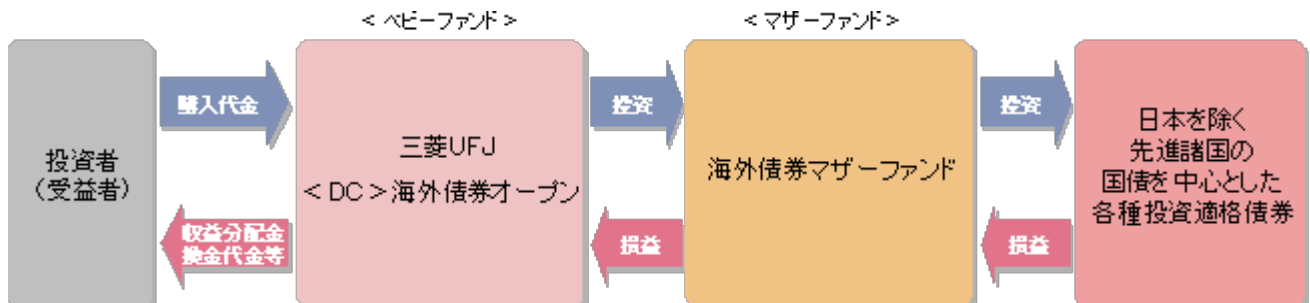 ＜ベビーファンド＞
＜マザーファンド＞
投資者
（受益者）
購入代金
収益分配金
換金代金等
三菱UFJ
＜DC＞海外債券オープン
投資
損益
海外債券マザーファンド
投資
損益
日本を除く
先進諸国の
国債を中心とした
各種投資適格債券